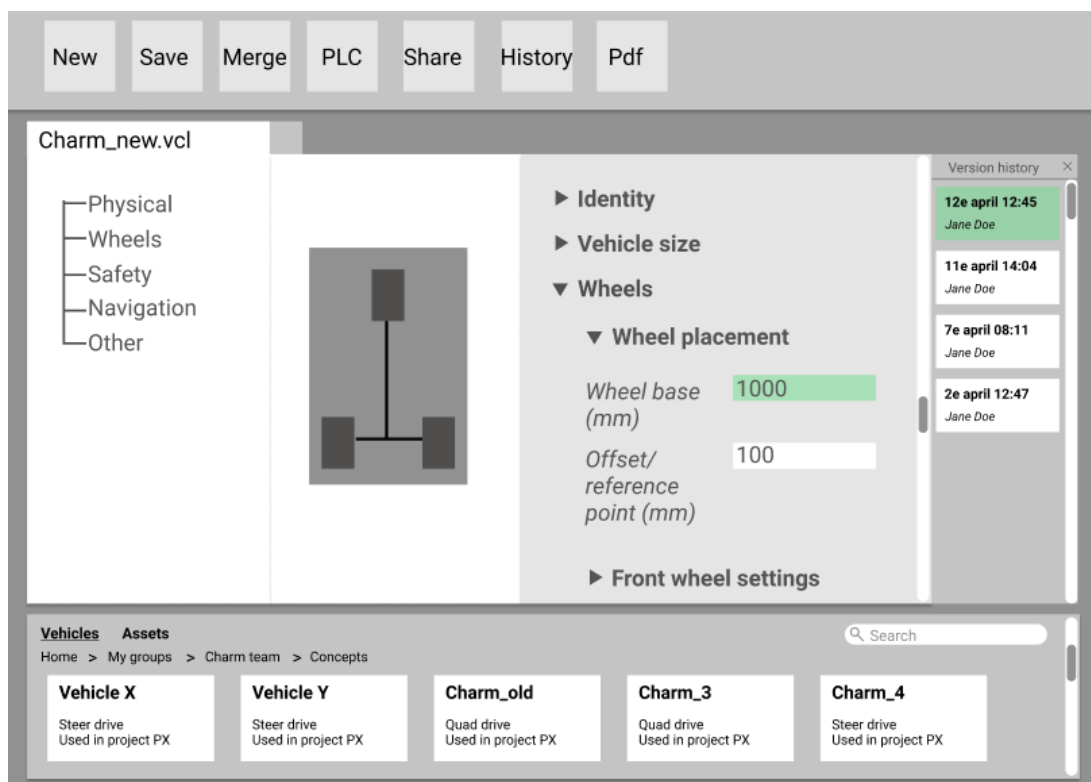 New Save Merge PLC Share History Pdf
Charm_new.vcl
Physical
Wheels
Safety
Navigation
Other
Identity
Vehicle size
Wheels
Wheel placement
Wheel base
(mm)
1000
Offset/
reference
point (mm)
100
Front wheel settings
Version history
12e april 12:45
Jane Doe
11e april 14:04
Jane Doe
7e april 08:11
Jane Doe
2e april 12:47
Jane Doe
Vehicles Assets
Search
Home > My groups > Charm team > Concepts
Vehicle X
Steer drive
Used in project PX
Vehicle Y
Steer drive
Used in project PX
Charm_old
Quad drive
Used in project PX
Charm_3
Quad drive
Used in project PX
Charm_4
Steer drive
Used in project PX